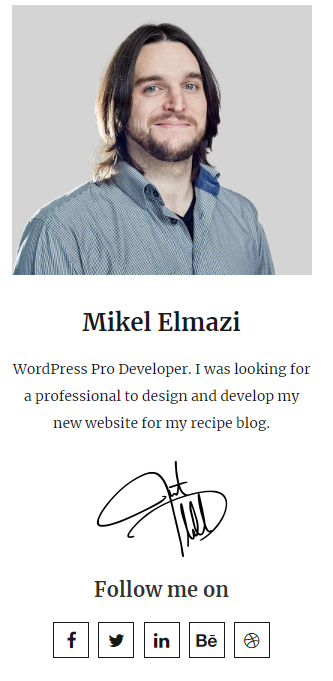 Mikel Elmazi
WordPress Pro Developer. I was looking for
a professional to design and develop my
new website for my recipe blog.
Follow me on
f in Bē